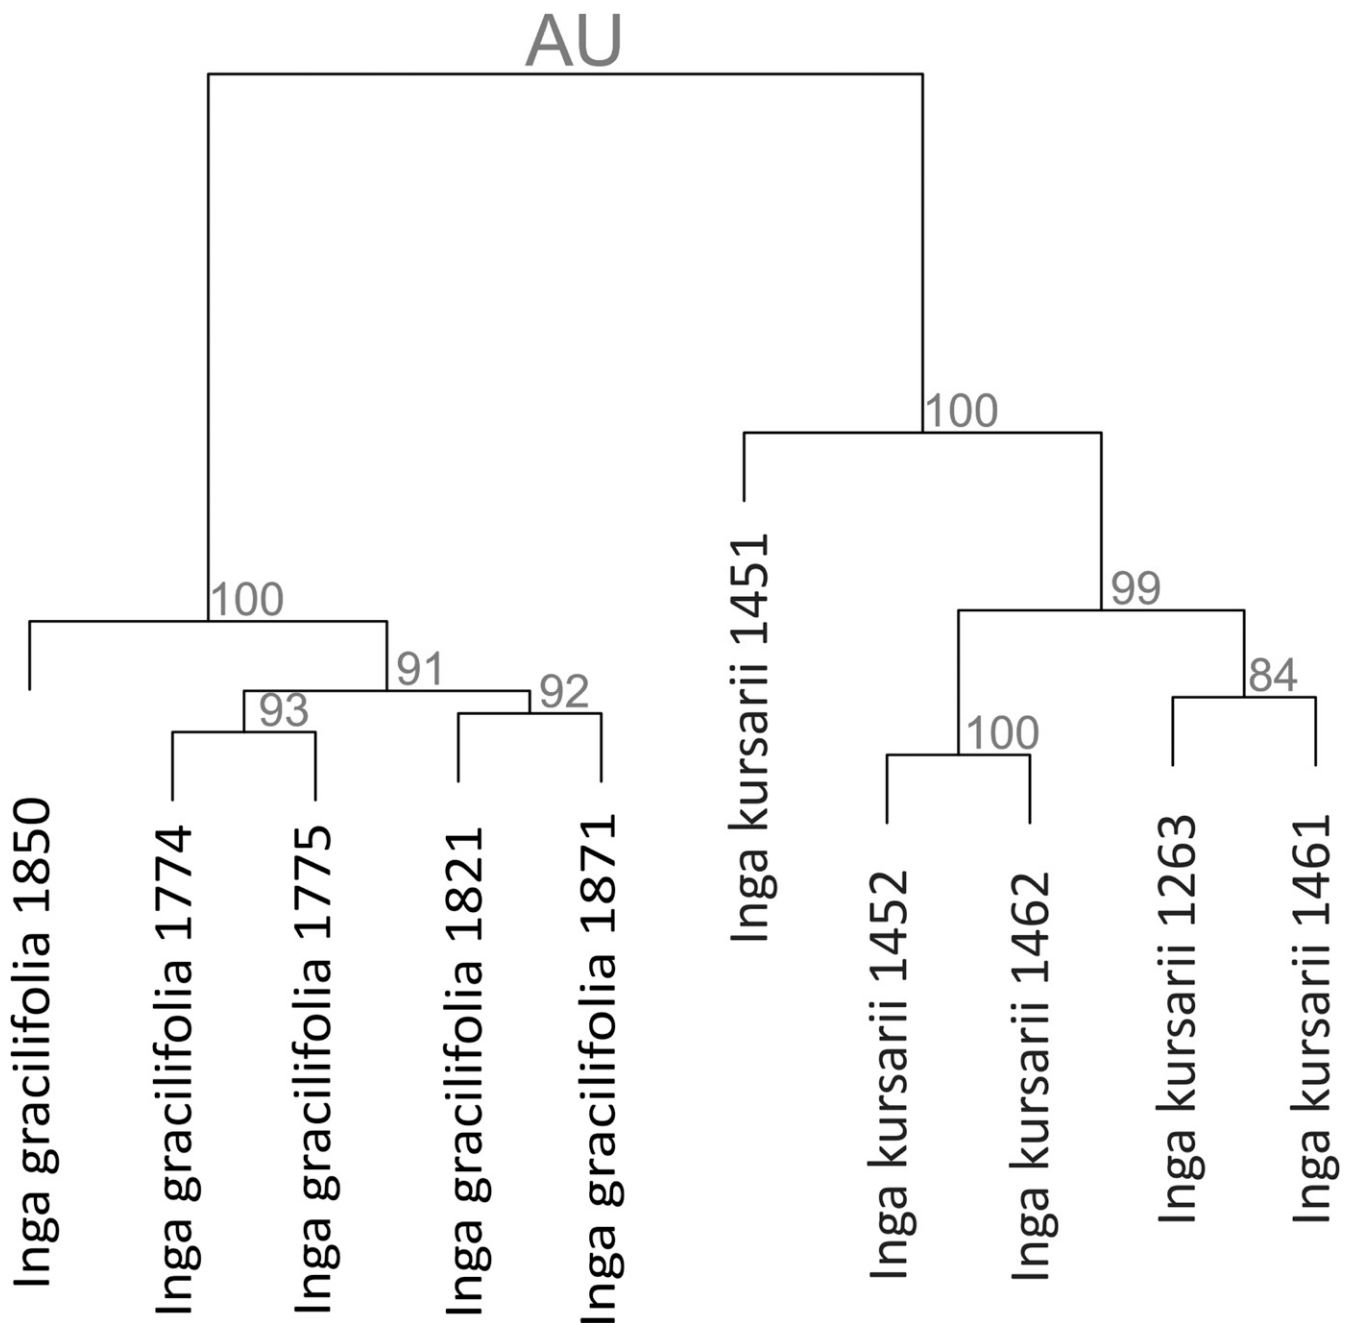 AU
100
100
99
91
92
84
93
100
Inga kursarii 1451
Inga gracilifolia 1850
Inga gracilifolia 1774
Inga gracilifolia 1775
Inga gracilifolia 1821
Inga gracilifolia 1871
Inga kursarii 1452
Inga kursarii 1462
Inga kursarii 1263
Inga kursarii 1461